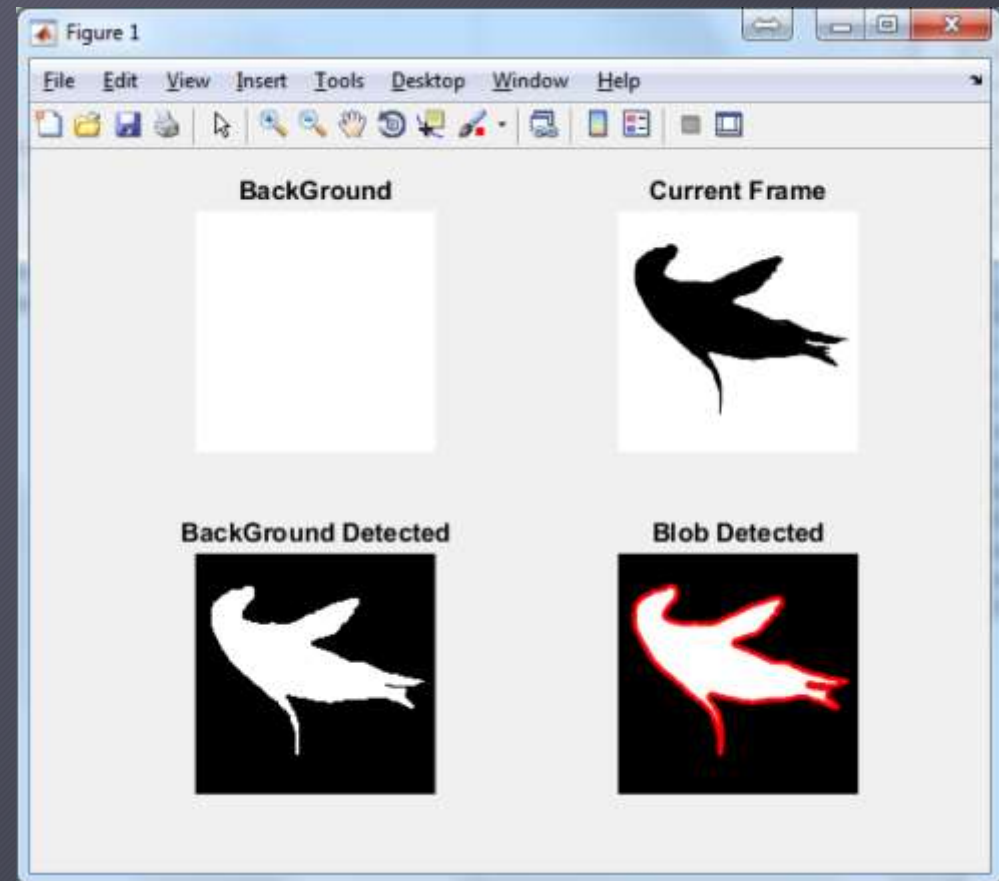 Figure 1
File Edit View Insert Tools Desktop Window Help
BackGround
Current Frame
BackGround Detected
Blob Detected